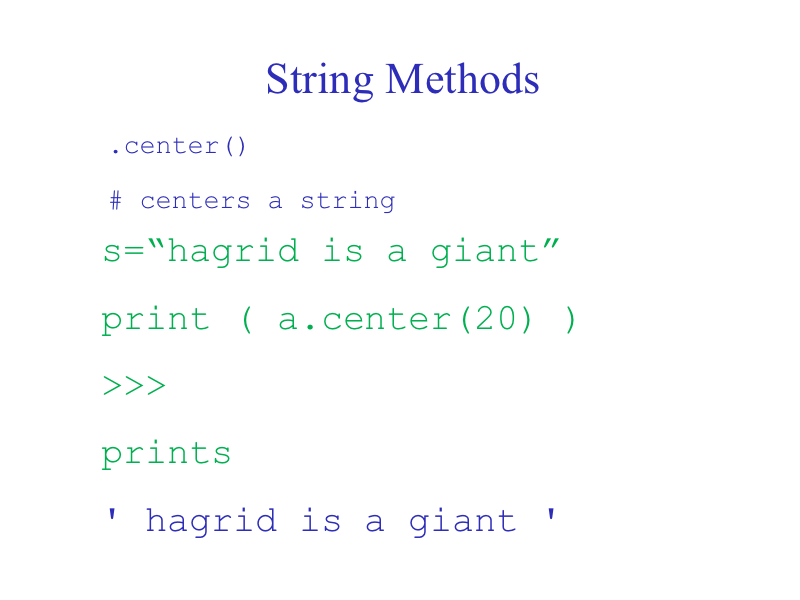 String Methods
.center()
# centers a string
s=“hagrid is a giant”
print ( a.center(20) )
>>>
prints
' hagrid is a giant '